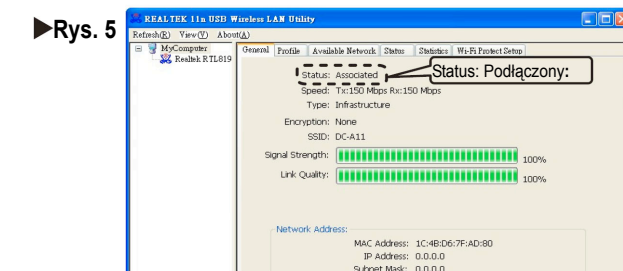 ▶Rys. 5
REALTEK 11n USB Wireless LAN Utility
Refresh(R) View(V) About(A)
MyComputer
Realtek RTL819
General Profile Available Network Status Statistics Wi-Fi Protect Setup
Status: Associated
Status: Podłączony:
Speed: Tx:150 Mbps Rx:150 Mbps
Type: Infrastructure
Encryption: None
SSID: DC-A11
Signal Strength: 100%
Link Quality: 100%
Network Address:
MAC Address: 1C:4B:D6:7F:AD:80
IP Address: 0.0.0.0
Subnet Mask: 0.0.0.0